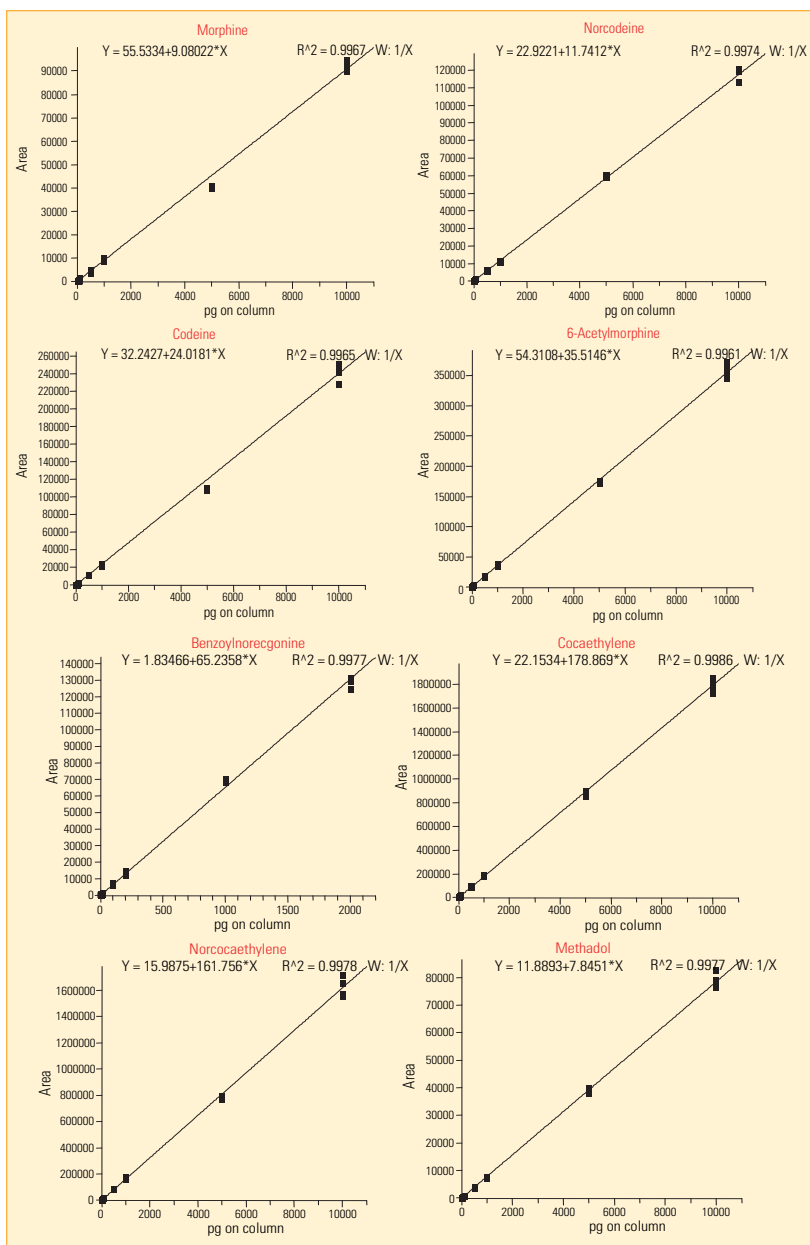 Morphine
Y = 55.5334+9.08022*X R^2 = 0.9967 W: 1/X
90000
80000
70000
60000
50000
40000
30000
20000
10000
0
Area
0 2000 4000 6000 8000 10000
pg on column
Norcodeine
Y = 22.9221+11.7412*X R^2 = 0.9974 W: 1/X
120000
110000
100000
90000
80000
70000
60000
50000
40000
30000
20000
10000
0
Area
0 2000 4000 6000 8000 10000
pg on column
Codeine
Y = 32.2427+24.0181*X R^2 = 0.9965 W: 1/X
260000
240000
220000
200000
180000
160000
140000
120000
100000
80000
60000
40000
20000
0
Area
0 2000 4000 6000 8000 10000
pg on column
6-Acetylmorphine
Y = 54.3108+35.5146*X R^2 = 0.9961 W: 1/X
350000
300000
250000
200000
150000
100000
50000
0
Area
0 2000 4000 6000 8000 10000
pg on column
Benzoylnorecgonine
Y = 1.83466+65.2358*X R^2 = 0.9977 W: 1/X
140000
130000
120000
110000
100000
90000
80000
70000
60000
50000
40000
30000
20000
10000
0
Area
0 500 1000 1500 2000
pg on column
Cocaethylene
Y = 22.1534+178.869*X R^2 = 0.9986 W: 1/X
1800000
1600000
1400000
1200000
1000000
800000
600000
400000
200000
0
Area
0 2000 4000 6000 8000 10000
pg on column
Norcocaethylene
Y = 15.9875+161.756*X R^2 = 0.9978 W: 1/X
1600000
1400000
1200000
1000000
800000
600000
400000
200000
0
Area
0 2000 4000 6000 8000 10000
pg on column
Methadol
Y = 11.8893+7.8451*X R^2 = 0.9977 W: 1/X
80000
70000
60000
50000
40000
30000
20000
10000
0
Area
0 2000 4000 6000 8000 10000
pg on column